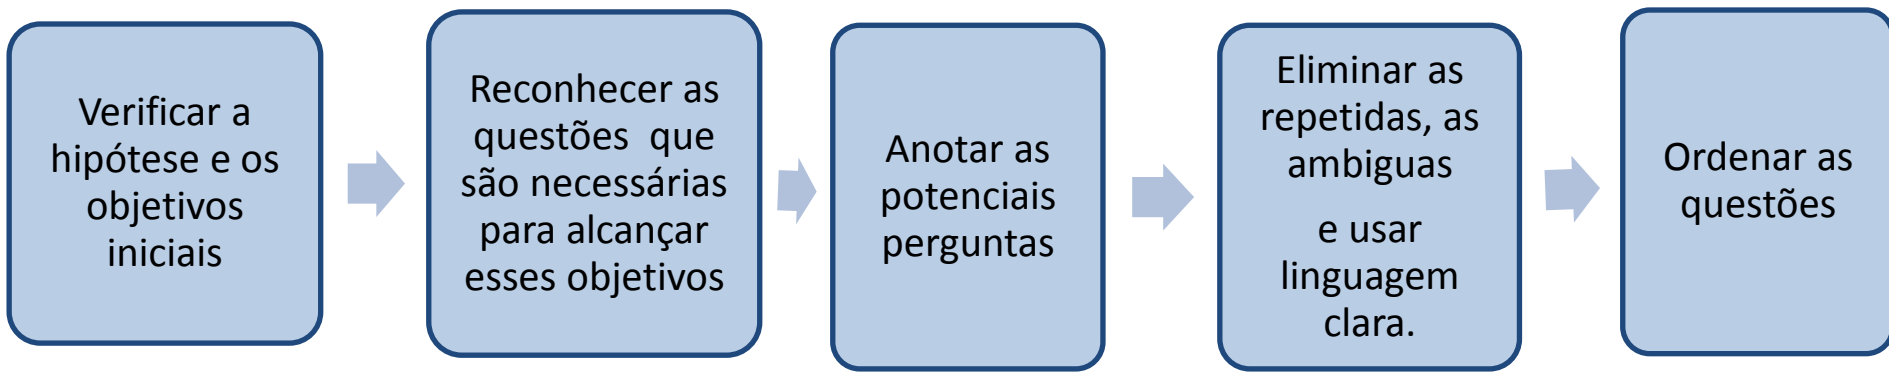 Verificar a
hipótese e os
objetivos
iniciais
Reconhecer as
questões que
são necessárias
para alcançar
esses objetivos
Anotar as
potenciais
perguntas
Eliminar as
repetidas, as
ambiguas
e usar
linguagem
clara.
Ordenar as
questões